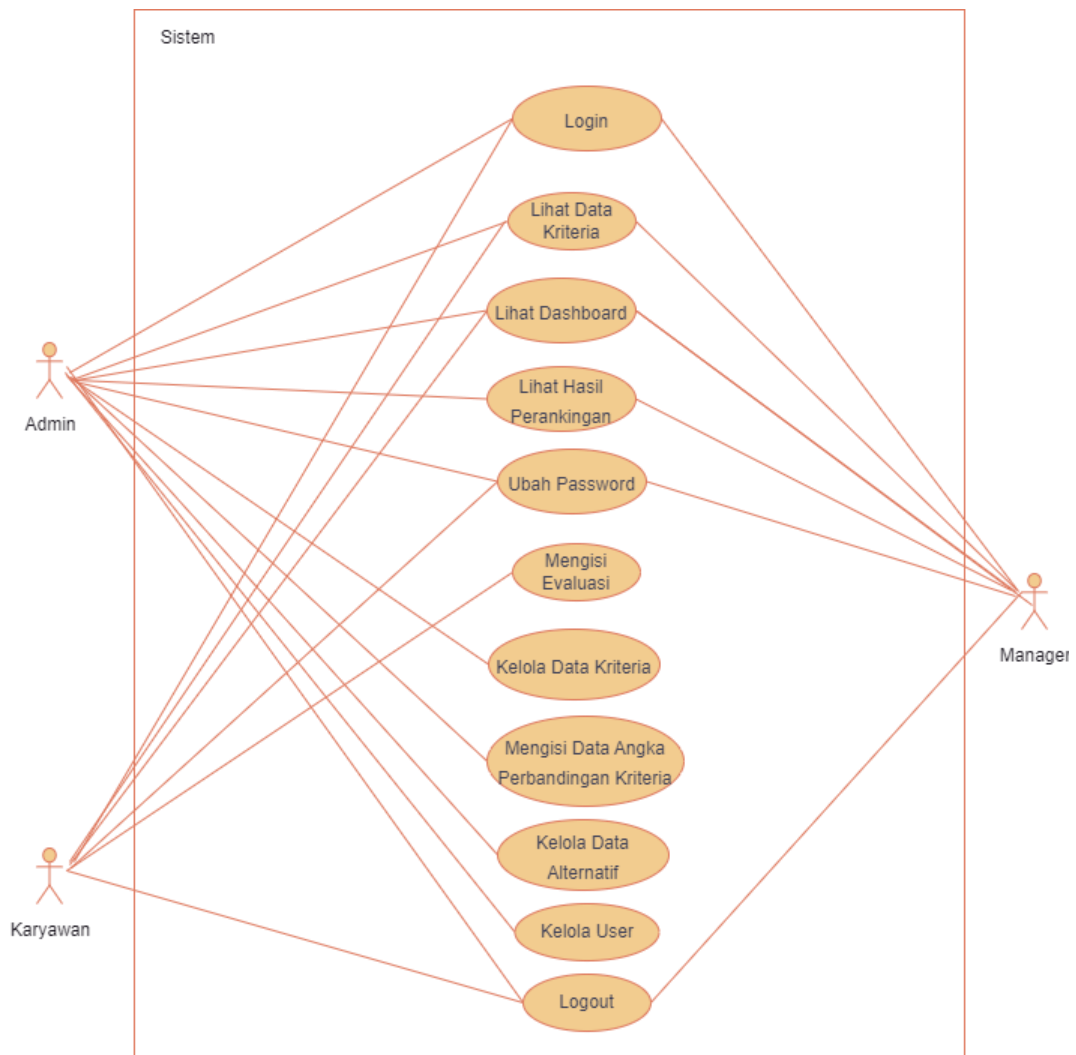 Sistem
Login
Lihat Data
Kriteria
Lihat Dashboard
Lihat Hasil
Perankingan
Admin
Ubah Password
Mengisi
Evaluasi
Manager
Kelola Data Kriteria
Mengisi Data Angka
Perbandingan Kriteria
Kelola Data
Alternatif
Karyawan
Kelola User
Logout